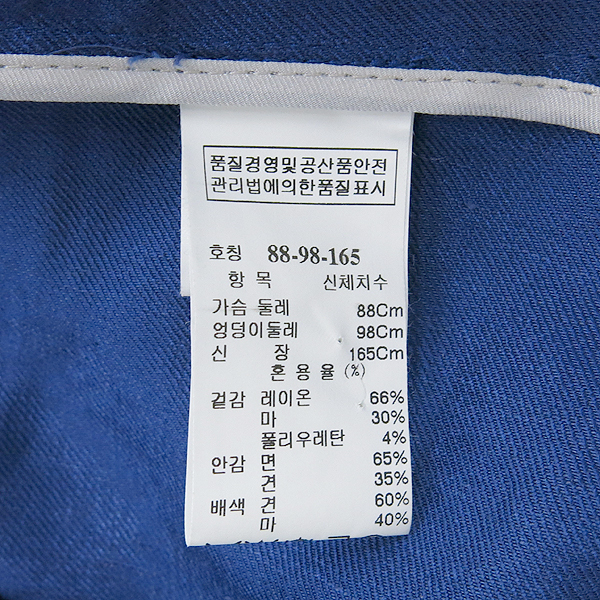 품질경영및공산품안전
관리법에의한품질표시
호칭 88-98-165
항 목 신체치수
가슴 둘레 88Cm
엉덩이둘레 98Cm
신 장 165Cm
혼 용 율 (%)
겉감 레이온 66%
마 30%
폴리우레탄 4%
안감 면 65%
견 35%
배색 견 60%
마 40%